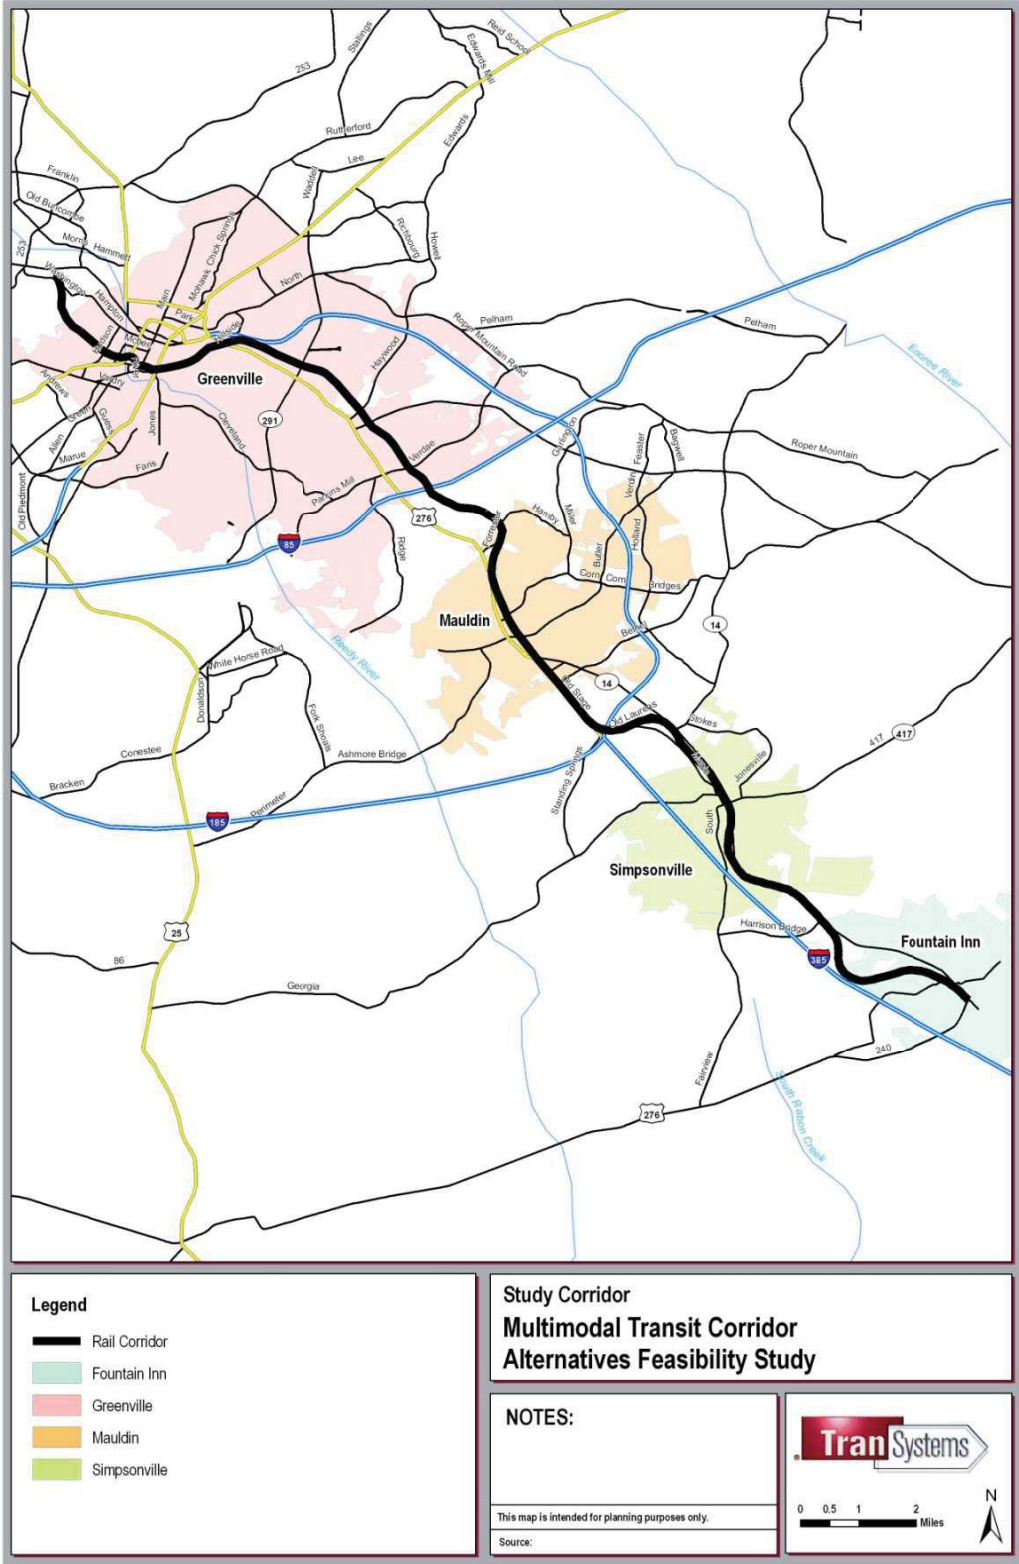 Stallings
Reid School
Edwards Mill
253
Rutherford
Edwards
Lee
Franklin
Waddel
Old Buncombe
Mohawk Chick Springs
Richbourg
Howell
253
Morris Hammett
Washington
North
Hampton
Main
Park
Pelham
Pelham
Roper Mountain Road
Hudson
Mcbee
Hillside
Haywood
Enoree River
River
Greenville
Vardry
Andrews
Green
Guess
Jones
Cleveland
291
Allen
Garlington
Feaster
Bagwell
Roper Mountain
Marue
Faris
Verdae
Verdin
Old Piedmont
Parkins Mill
276
Hamby
Miler
Forrester
Holland
85
Ridge
Butler
Corn Corn Bridges
Mauldin
14
Bethel
Reedy River
White Horse Road
Donaldson
14
Old Stage
Fork Shoals
Old Laurens
Stokes
417
417
Conestee
Ashmore Bridge
Jonesville
Bracken
Standing Springs
Perimeter
185
South
Simpsonville
25
Harrison Bridge
Fountain Inn
86
385
Georgia
240
Fairview
276
South Rabon Creek
Legend
Rail Corridor
Fountain Inn
Greenville
Mauldin
Simpsonville
Study Corridor
Multimodal Transit Corridor
Alternatives Feasibility Study
NOTES:
This map is intended for planning purposes only.
Source:
TranSystems
N
0 0.5 1 2
Miles